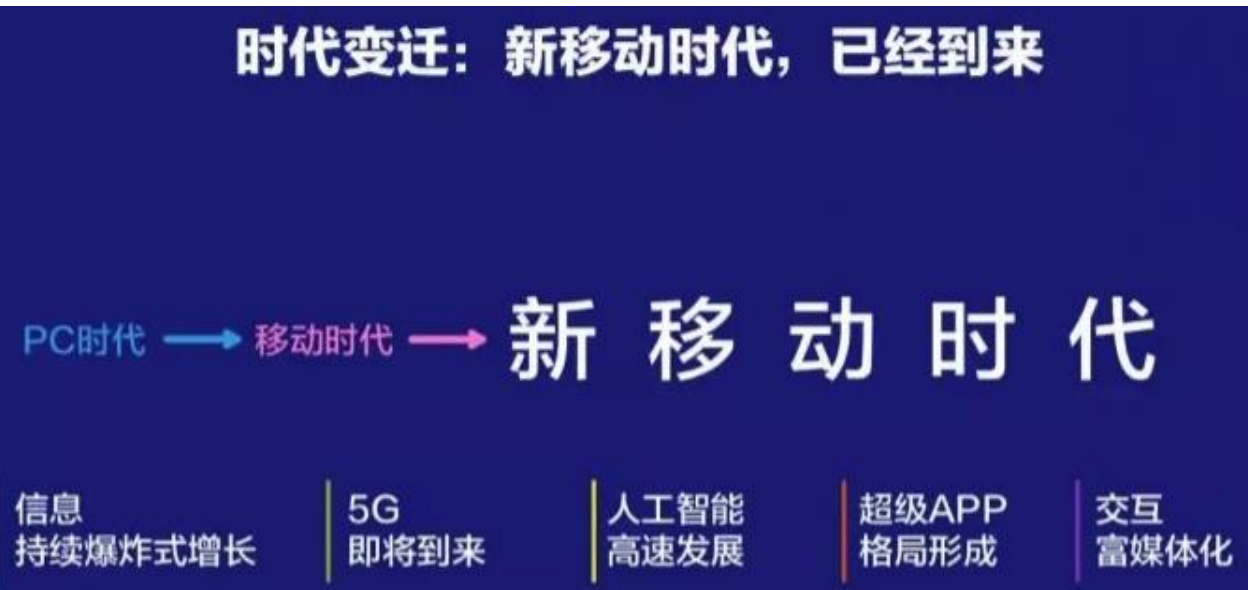 时代变迁：新移动时代，已经到来
PC时代 移动时代 新移动时代
信息
持续爆炸式增长
5G
即将到来
人工智能
高速发展
超级APP
格局形成
交互
富媒体化